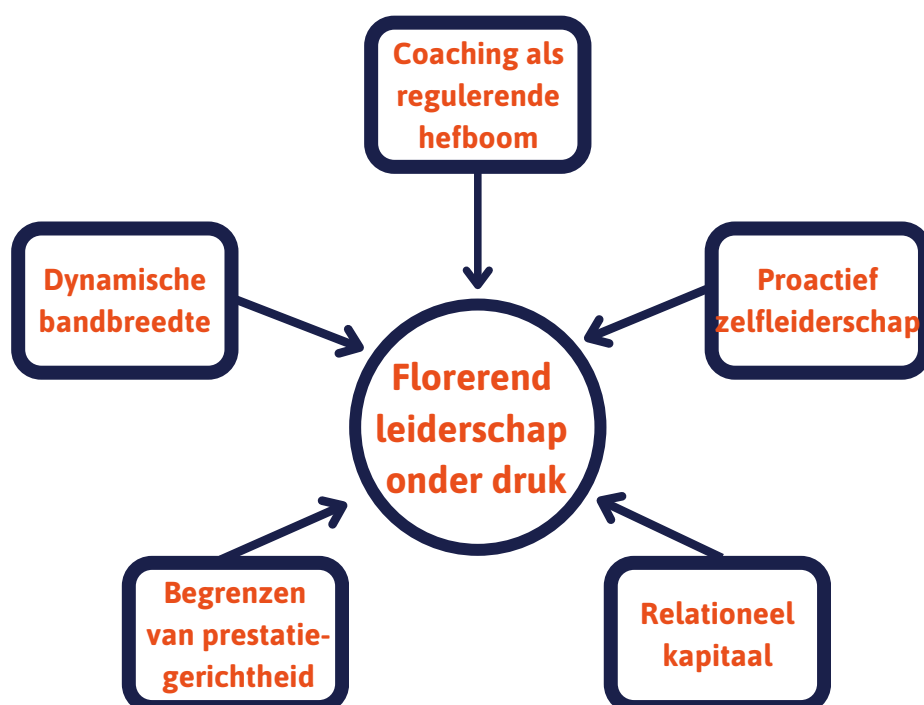 Coaching als
regulerende
hefboom
Dynamische
bandbreedte
Proactief
zelfleiderschap
Florerend
leiderschap
onder druk
Begrenzen
van prestatie-
gerichtheid
Relationeel
kapitaal